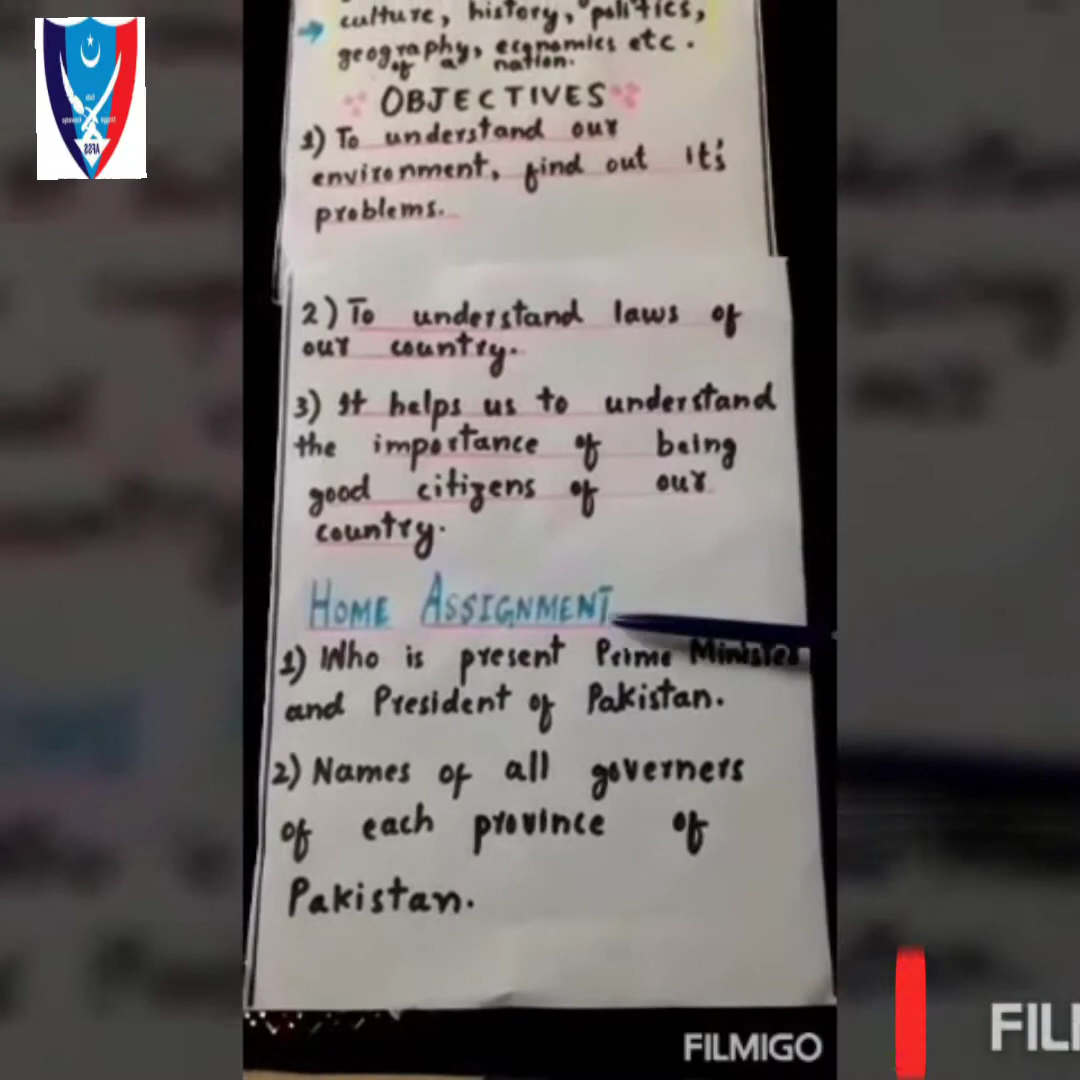 culture, history, politics,
geography, economics etc.
of a nation.
OBJECTIVES
1) To understand our
environment, find out it's
problems.
2) To understand laws of
our country.
3) It helps us to understand
the importance of being
good citizens of our
country.
HOME ASSIGNMENT
1) Who is present Prime Minister
and President of Pakistan.
2) Names of all governers
of each province of
Pakistan.
FILMIGO